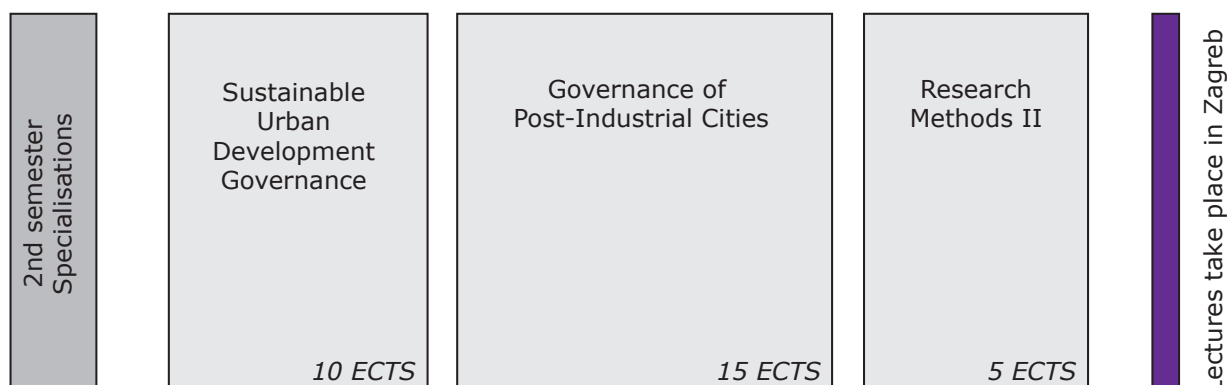 2nd semester
Specialisations
Sustainable
Urban
Development
Governance
10 ECTS
Governance of
Post-Industrial Cities
15 ECTS
Research
Methods II
5 ECTS
ectures take place in Zagreb